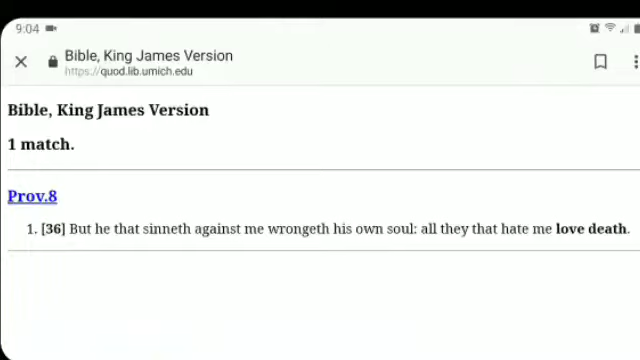 9:04
Bible, King James Version
https://quod.lib.umich.edu
Bible, King James Version
1 match.
Prov.8
1. [36] But he that sinneth against me wrongeth his own soul: all they that hate me love death.